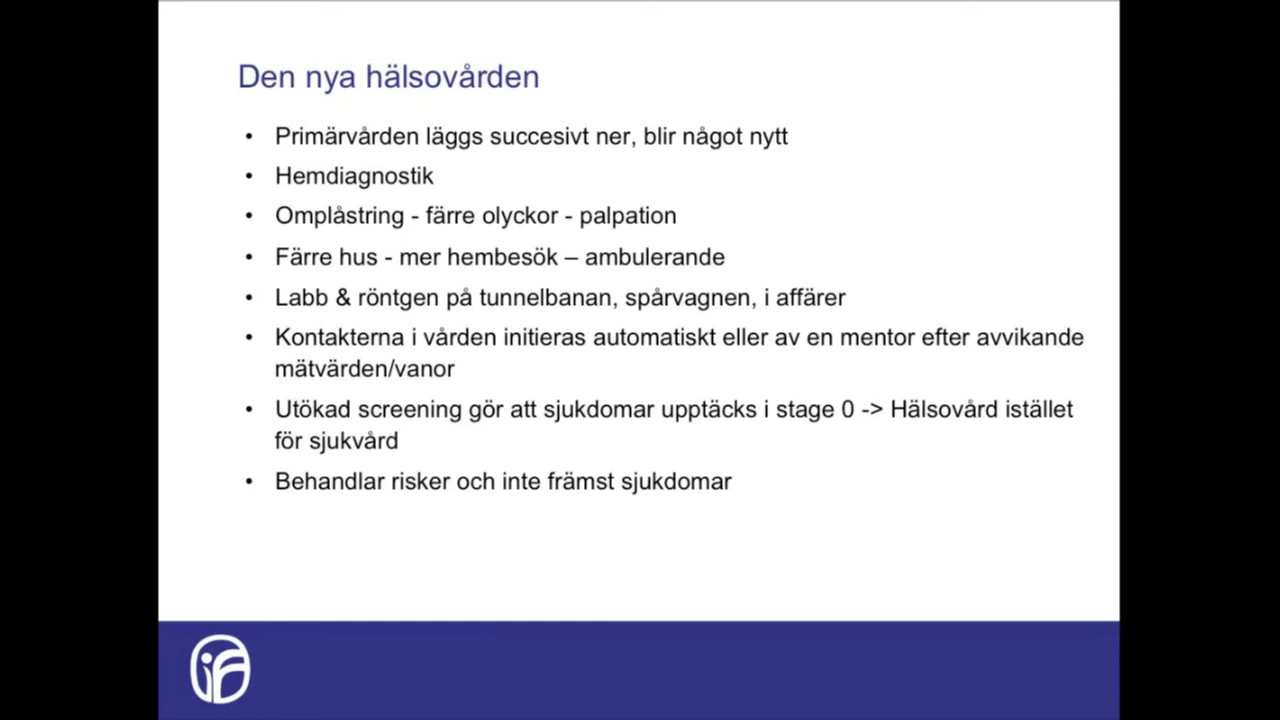 Den nya hälsovården
• Primärvården läggs succesivt ner, blir något nytt
• Hemdiagnostik
• Omplåstring - färre olyckor - palpation
• Färre hus - mer hembesök – ambulerande
• Labb & röntgen på tunnelbanan, spårvagnen, i affärer
• Kontakterna i vården initieras automatiskt eller av en mentor efter avvikande
mätvärden/vanor
• Utökad screening gör att sjukdomar upptäcks i stage 0 -> Hälsovård istället
för sjukvård
• Behandlar risker och inte främst sjukdomar